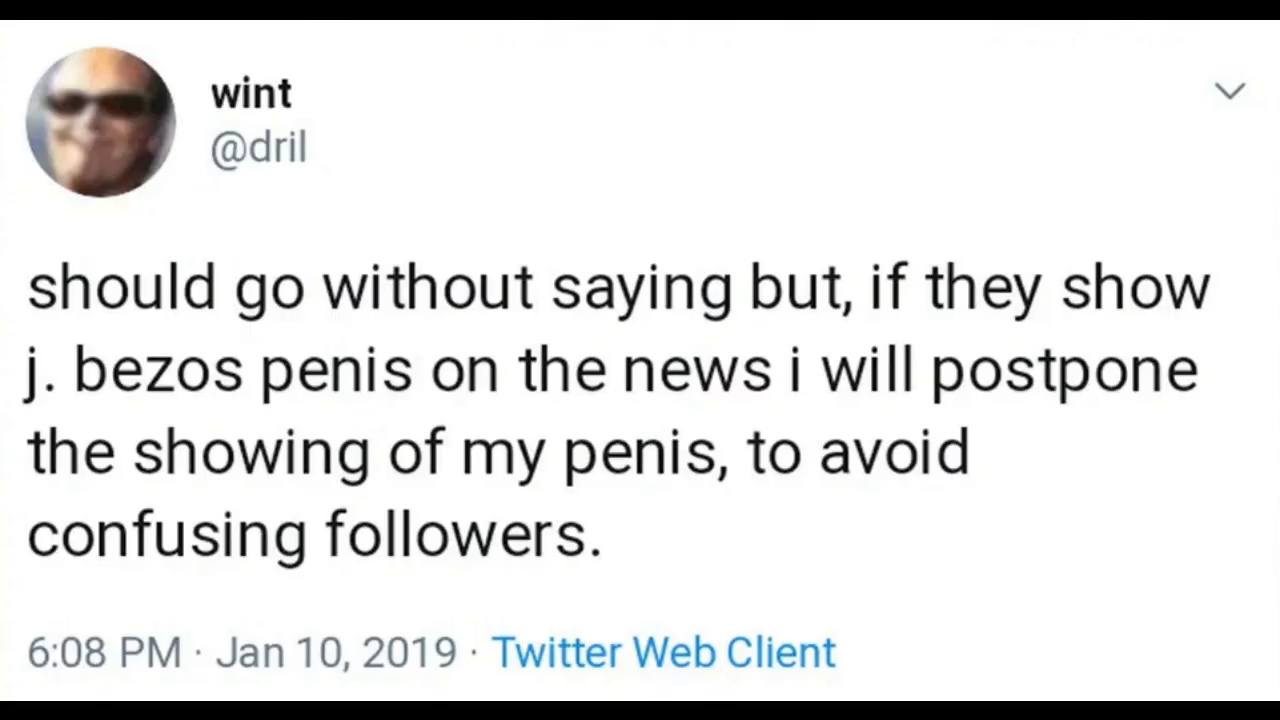 wint
@dril
should go without saying but, if they show
j. bezos penis on the news i will postpone
the showing of my penis, to avoid
confusing followers.
6:08 PM · Jan 10, 2019 · Twitter Web Client